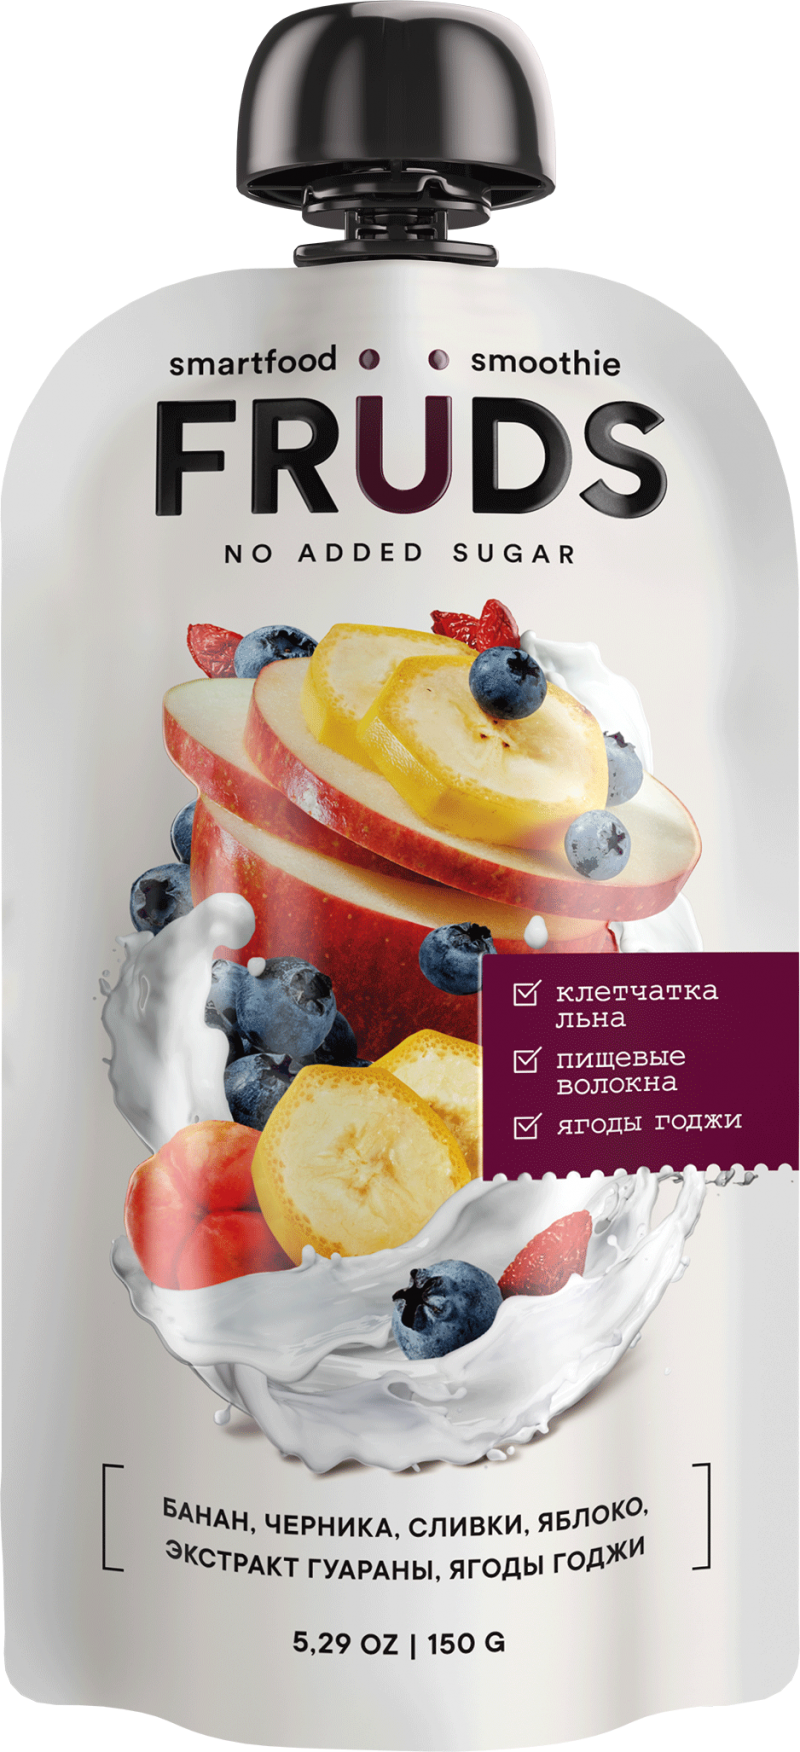 smartfood smoothie
FRÜDS
NO ADDED SUGAR
клетчатка
льна
пищевые
волокна
ягоды годжи
БАНАН, ЧЕРНИКА, СЛИВКИ, ЯБЛОКО,
ЭКСТРАКТ ГУАРАНЫ, ЯГОДЫ ГОДЖИ
5,29 OZ | 150 G